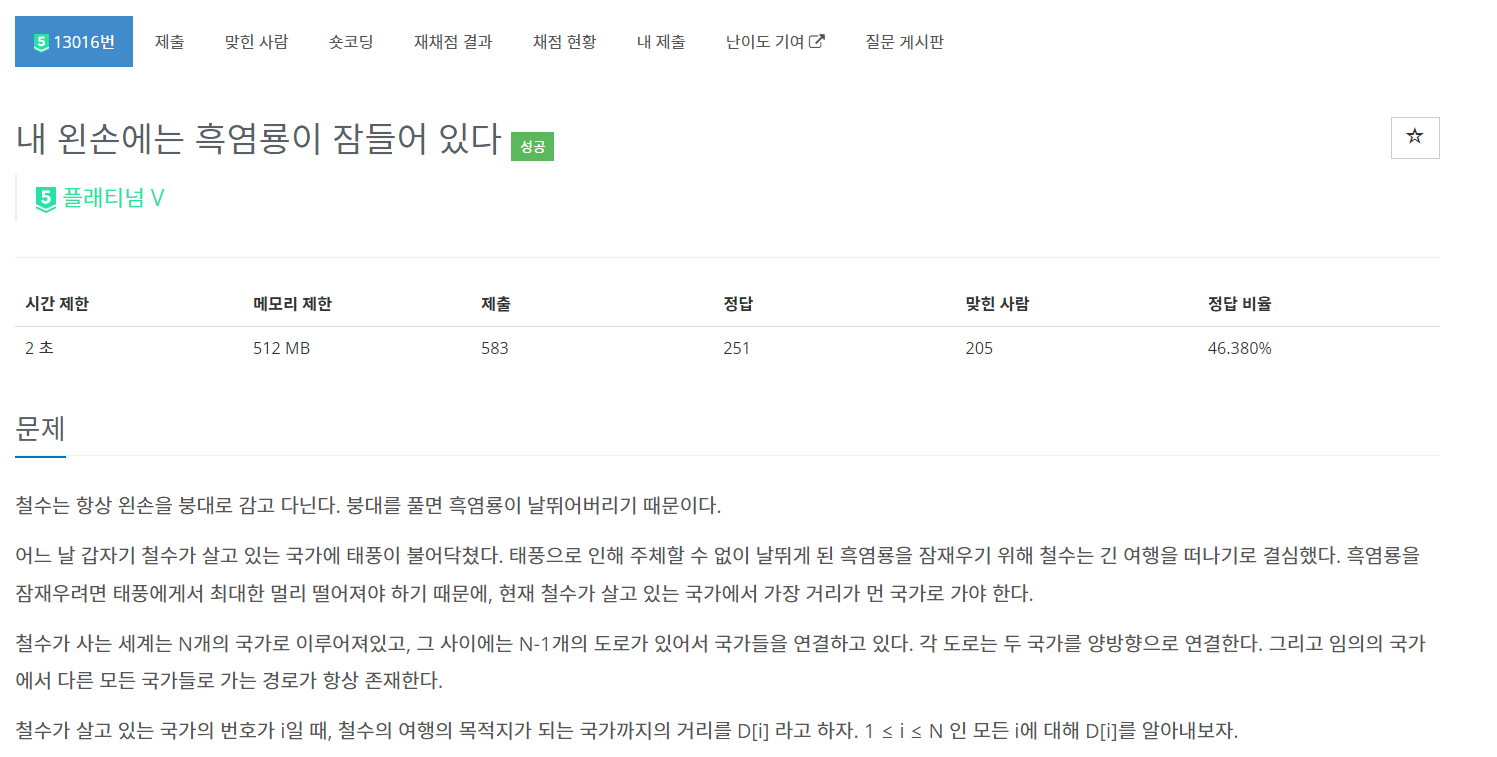 5 13016번 제출 맞힌 사람 숏코딩 재채점 결과 채점 현황 내 제출 난이도 기여 질문 게시판
내 왼손에는 흑염룡이 잠들어 있다 성공
5 플래티넘 V
시간 제한 메모리 제한 제출 정답 맞힌 사람 정답 비율
2 초 512 MB 583 251 205 46.380%
문제
철수는 항상 왼손을 붕대로 감고 다닌다. 붕대를 풀면 흑염룡이 날뛰어버리기 때문이다.
어느 날 갑자기 철수가 살고 있는 국가에 태풍이 불어닥쳤다. 태풍으로 인해 주체할 수 없이 날뛰게 된 흑염룡을 잠재우기 위해 철수는 긴 여행을 떠나기로 결심했다. 흑염룡을
잠재우려면 태풍에게서 최대한 멀리 떨어져야 하기 때문에, 현재 철수가 살고 있는 국가에서 가장 거리가 먼 국가로 가야 한다.
철수가 사는 세계는 N개의 국가로 이루어져있고, 그 사이에는 N-1개의 도로가 있어서 국가들을 연결하고 있다. 각 도로는 두 국가를 양방향으로 연결한다. 그리고 임의의 국가
에서 다른 모든 국가들로 가는 경로가 항상 존재한다.
철수가 살고 있는 국가의 번호가 i일 때, 철수의 여행의 목적지가 되는 국가까지의 거리를 D[i] 라고 하자. 1 ≤ i ≤ N 인 모든 i에 대해 D[i]를 알아내보자.